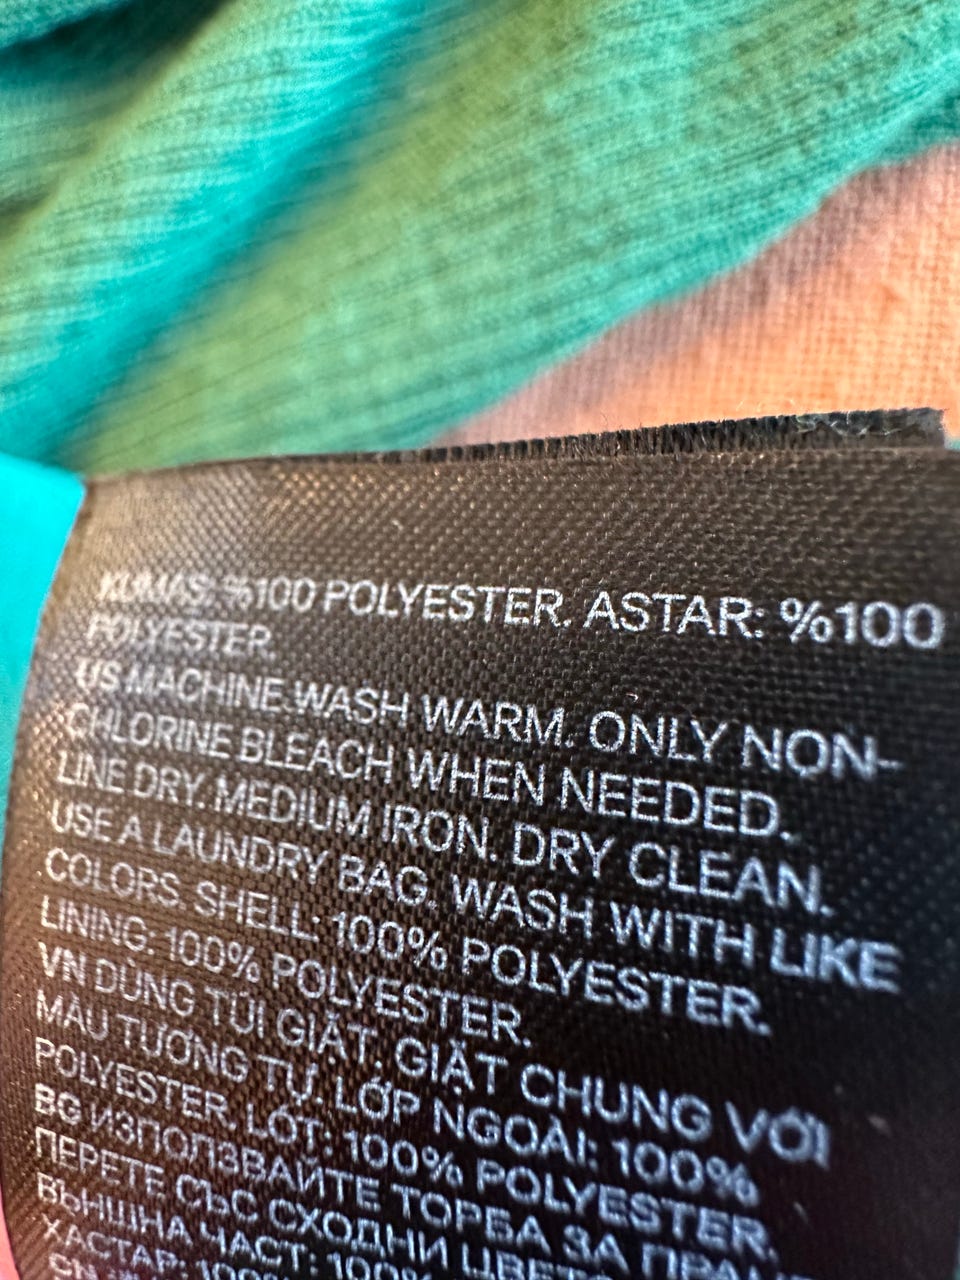 KUMAŞ: %100 POLYESTER. ASTAR: %100
POLYESTER.
US MACHINE WASH WARM. ONLY NON-
CHLORINE BLEACH WHEN NEEDED.
LINE DRY. MEDIUM IRON. DRY CLEAN.
USE A LAUNDRY BAG. WASH WITH LIKE
COLORS. SHELL: 100% POLYESTER.
LINING: 100% POLYESTER.
VN DÙNG TÚI GIẶT. GIẶT CHUNG VỚI
MÀU TƯƠNG TỰ. LỚP NGOÀI: 100%
POLYESTER. LÓT: 100% POLYESTER.
BG ИЗПОЛЗВАЙТЕ ТОРБА ЗА ПРАНЕ
ПЕРЕТЕ СЪС СХОДНИ
ВЪНШНА ЧАСТ: 100%
ХАСТАР: 100%